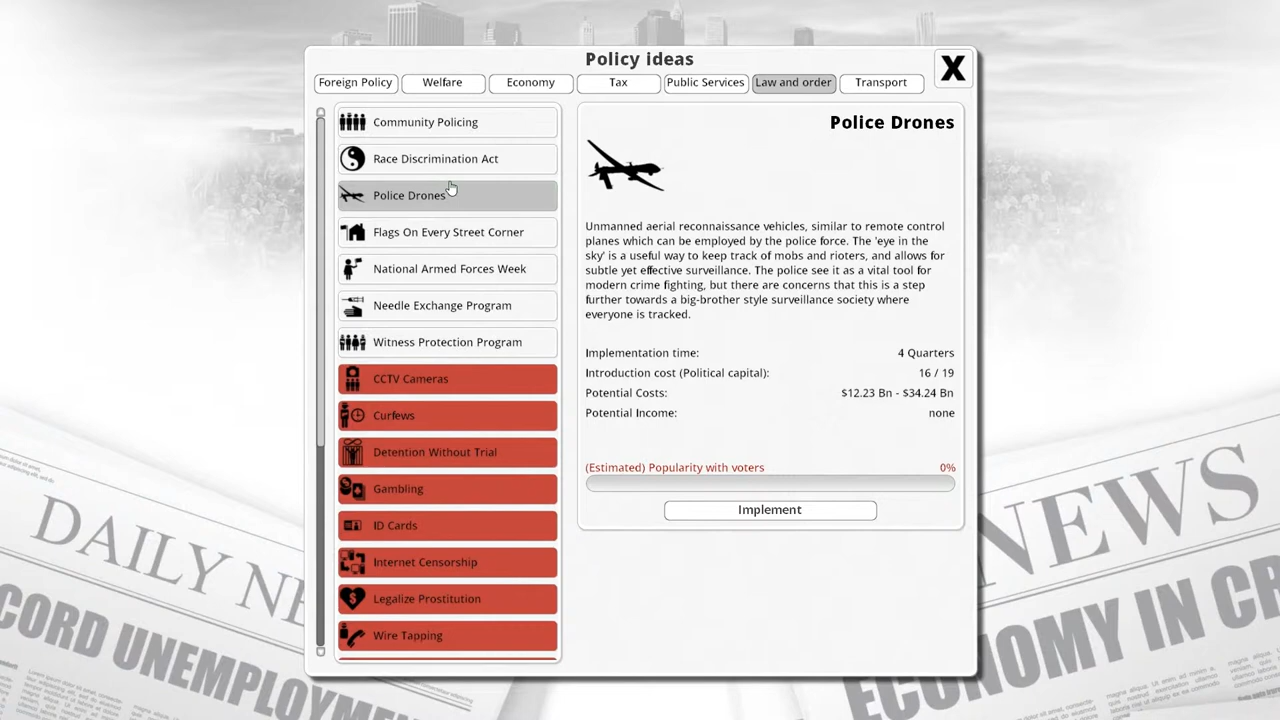 Policy ideas
X
Foreign Policy
Welfare
Economy
Tax
Public Services
Law and order
Transport
Community Policing
Race Discrimination Act
Police Drones
Flags On Every Street Corner
National Armed Forces Week
Needle Exchange Program
Witness Protection Program
CCTV Cameras
Curfews
Detention Without Trial
Gambling
ID Cards
Internet Censorship
Legalize Prostitution
Wire Tapping
Police Drones
Unmanned aerial reconnaissance vehicles, similar to remote control
planes which can be employed by the police force. The 'eye in the
sky' is a useful way to keep track of mobs and rioters, and allows for
subtle yet effective surveillance. The police see it as a vital tool for
modern crime fighting, but there are concerns that this is a step
further towards a big-brother style surveillance society where
everyone is tracked.
Implementation time: 4 Quarters
Introduction cost (Political capital): 16 / 19
Potential Costs: $12.23 Bn - $34.24 Bn
Potential Income: none
(Estimated) Popularity with voters 0%
Implement
DAILY NE
CORD UNEMPLOYM
NEWS
ECONOMY IN CR